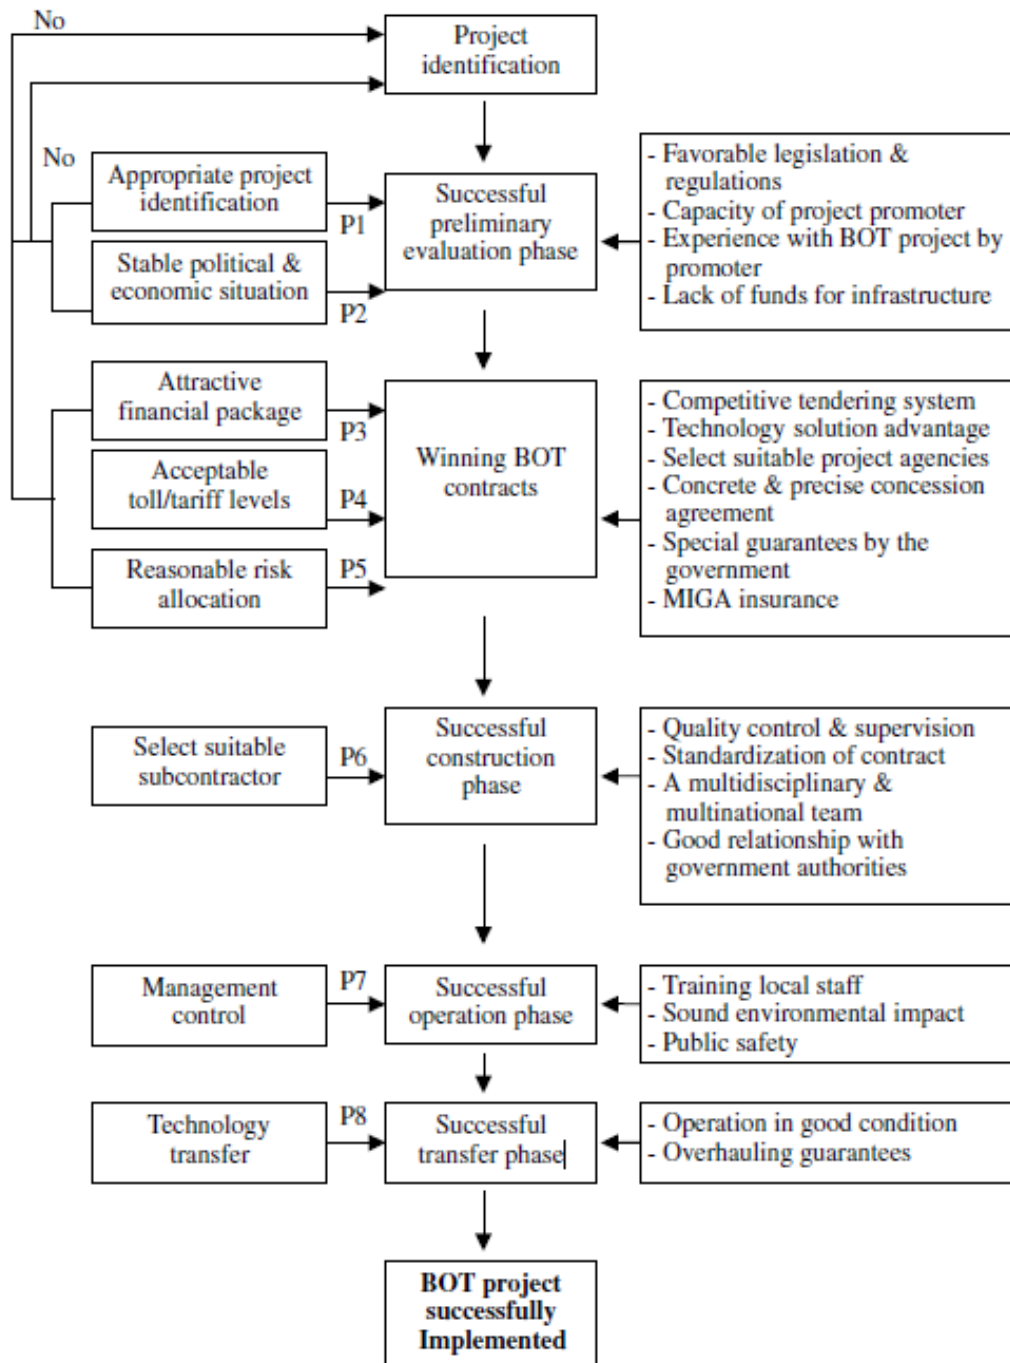 No
Project
identification
No
Appropriate project
identification
P1
Stable political &
economic situation
P2
Successful
preliminary
evaluation phase
- Favorable legislation &
regulations
- Capacity of project promoter
- Experience with BOT project by
promoter
- Lack of funds for infrastructure
Attractive
financial package
P3
Acceptable
toll/tariff levels
P4
Reasonable risk
allocation
P5
Winning BOT
contracts
- Competitive tendering system
- Technology solution advantage
- Select suitable project agencies
- Concrete & precise concession
agreement
- Special guarantees by the
government
- MIGA insurance
Select suitable
subcontractor
P6
Successful
construction
phase
- Quality control & supervision
- Standardization of contract
- A multidisciplinary &
multinational team
- Good relationship with
government authorities
Management
control
P7
Successful
operation phase
- Training local staff
- Sound environmental impact
- Public safety
Technology
transfer
P8
Successful
transfer phase
- Operation in good condition
- Overhauling guarantees
BOT project
successfully
Implemented